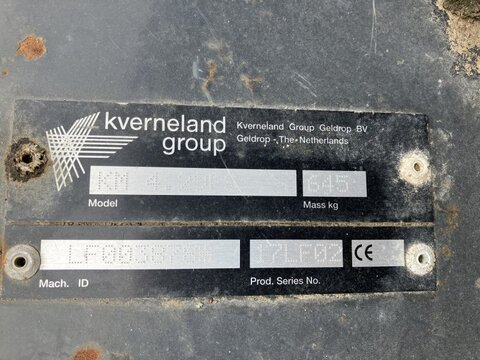 kverneland
group
Kverneland Group Geldrop BV
Geldrop - The Netherlands
KM
645
Model
Mass kg
17LF02
CE
Mach. ID
Prod. Series No.